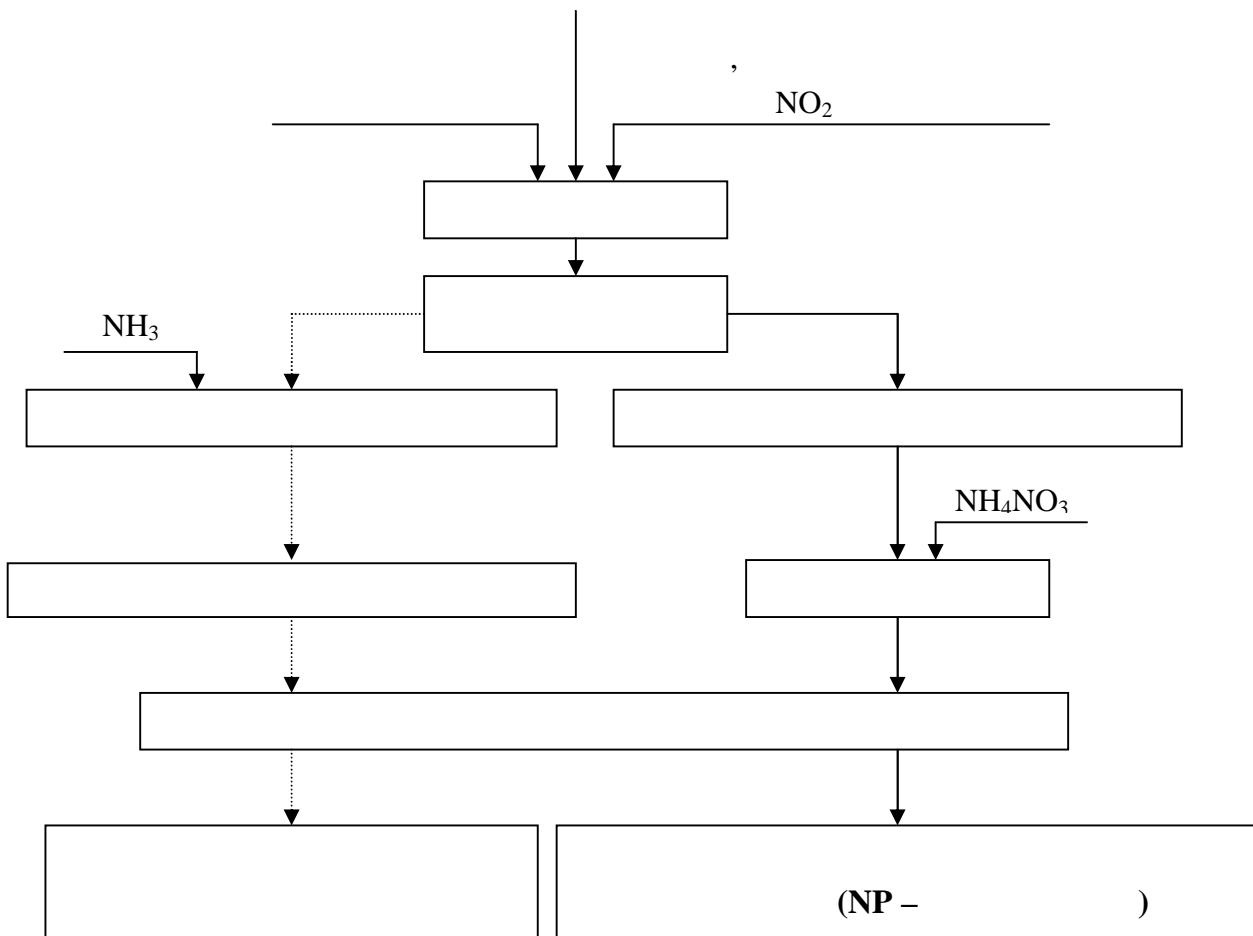 ,
NO₂
NH₃
NH₄NO₃
(NP – )